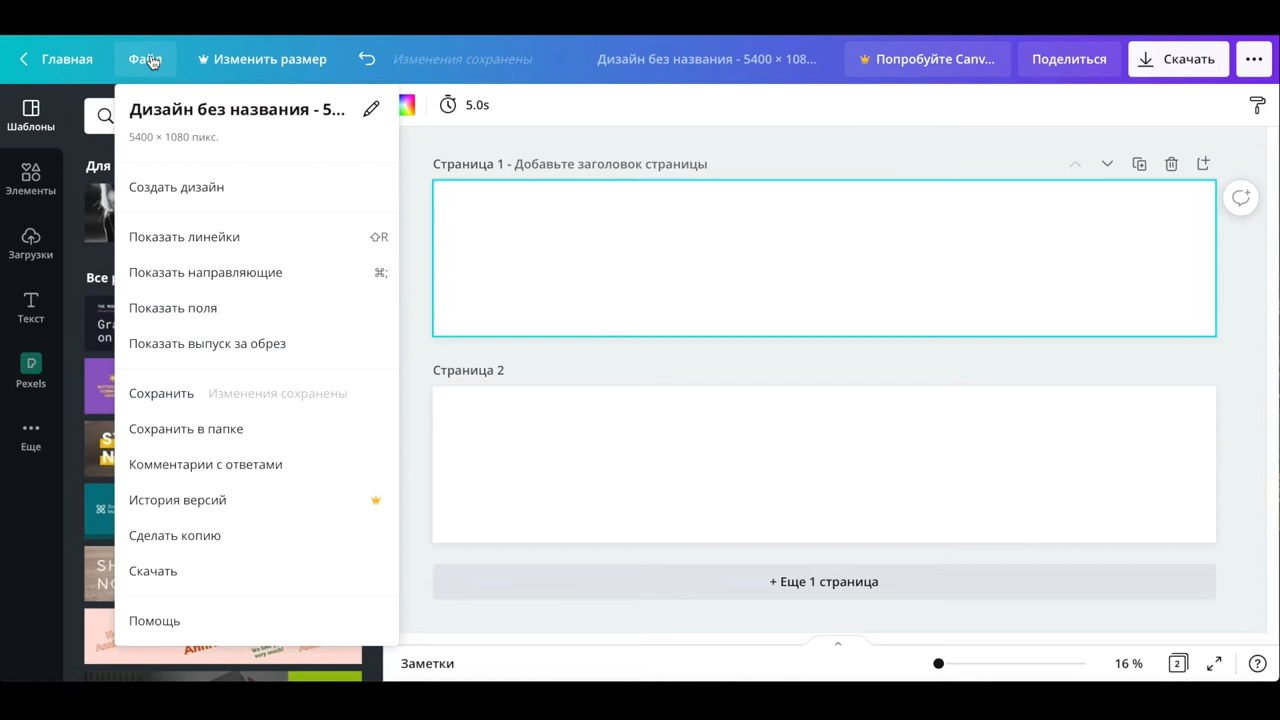 Главная
Изменить размер
Изменения сохранены
Дизайн без названия - 5400 × 108...
Попробуйте Canv...
Поделиться
Скачать
Шаблоны
Элементы
Загрузки
Текст
Pexels
Еще
Для
Все
Дизайн без названия - 5...
5400 × 1080 пикс.
Создать дизайн
Показать линейки ⇧R
Показать направляющие ⌘;
Показать поля
Показать выпуск за обрез
Сохранить Изменения сохранены
Сохранить в папке
Комментарии с ответами
История версий
Сделать копию
Скачать
Помощь
5.0s
Страница 1 - Добавьте заголовок страницы
Страница 2
+ Еще 1 страница
Заметки
16 %
2